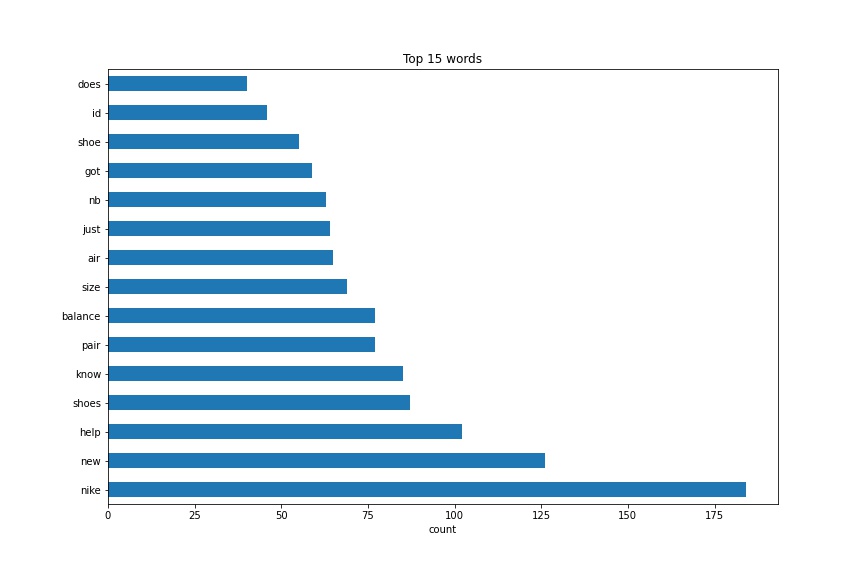 Top 15 words
does
id
shoe
got
nb
just
air
size
balance
pair
know
shoes
help
new
nike
0 25 50 75 100 125 150 175
count